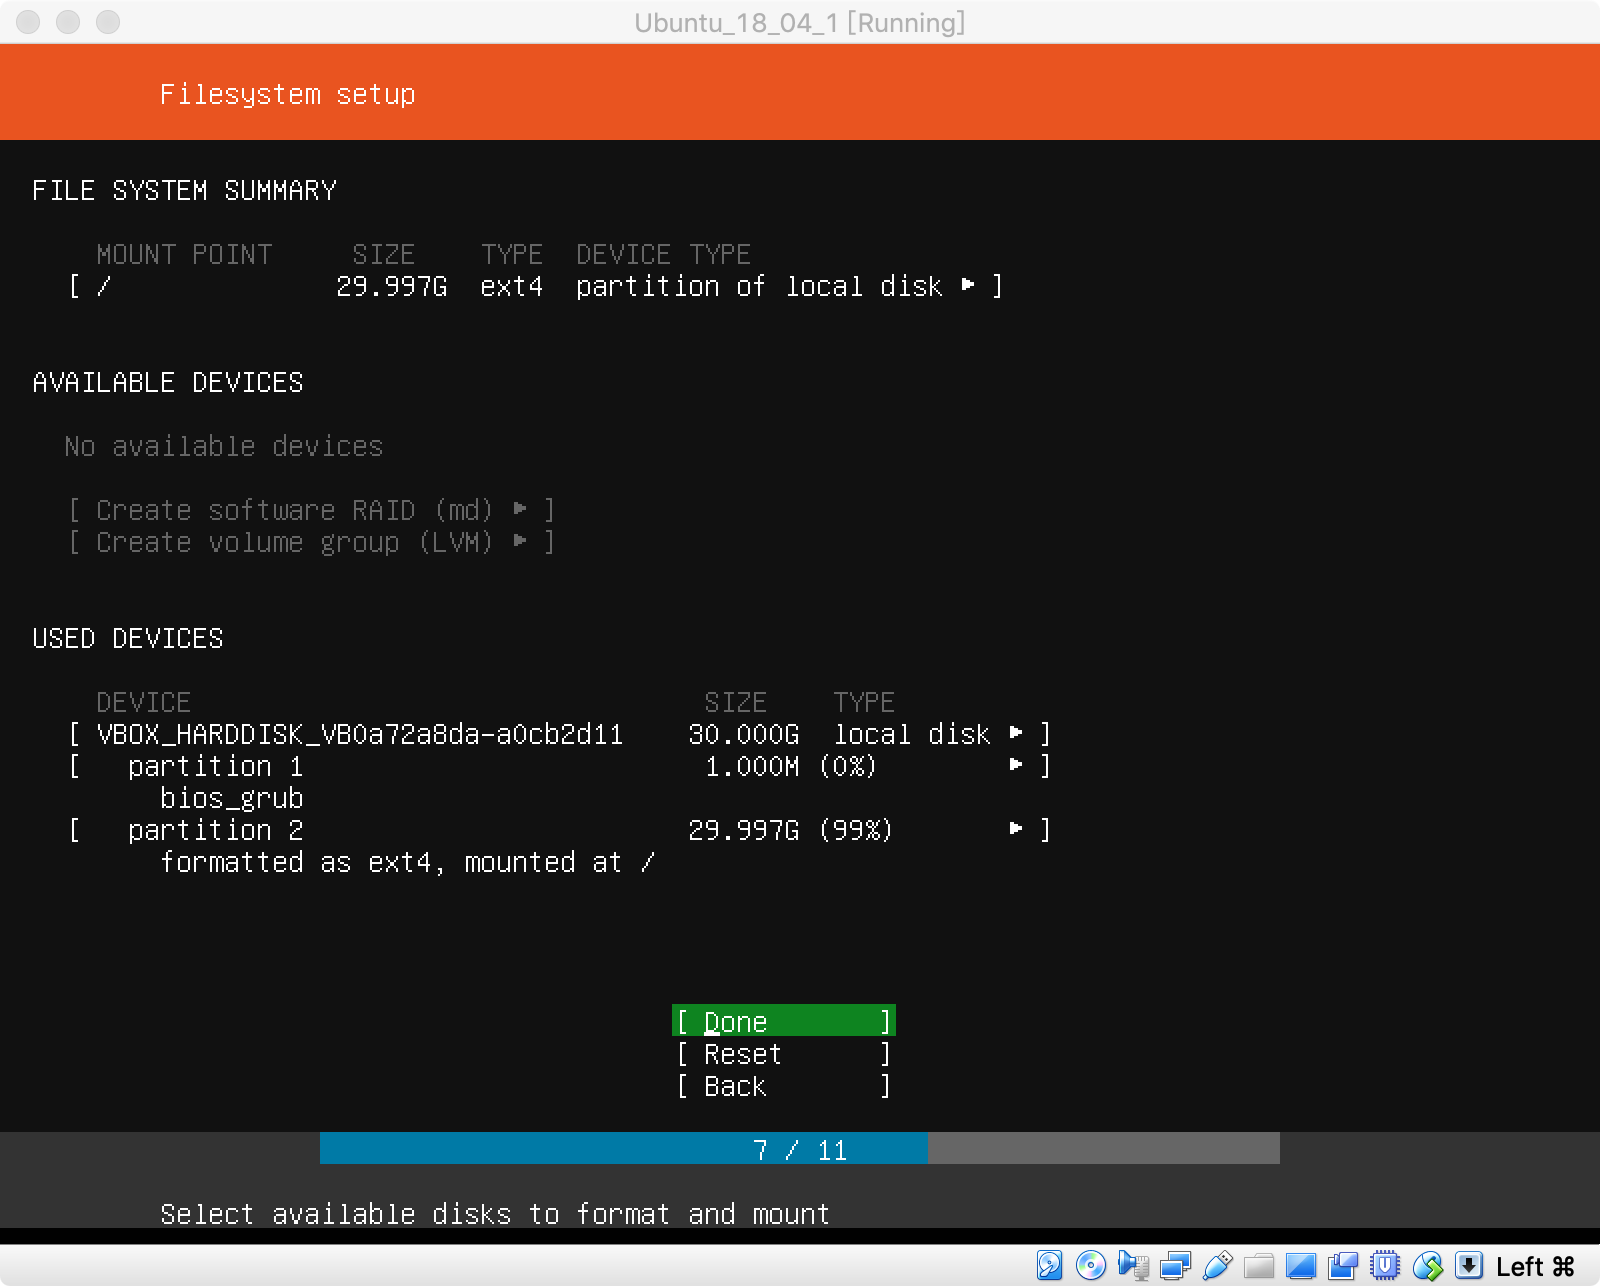 Ubuntu_18_04_1 [Running]
Filesystem setup
FILE SYSTEM SUMMARY
MOUNT POINT SIZE TYPE DEVICE TYPE
[ / 29.997G ext4 partition of local disk ▸ ]
AVAILABLE DEVICES
No available devices
[ Create software RAID (md) ▸ ]
[ Create volume group (LVM) ▸ ]
USED DEVICES
DEVICE SIZE TYPE
[ VBOX_HARDDISK_VB0a72a8da-a0cb2d11 30.000G local disk ▸ ]
[ partition 1 1.000M (0%) ▸ ]
bios_grub
[ partition 2 29.997G (99%) ▸ ]
formatted as ext4, mounted at /
[ Done ]
[ Reset ]
[ Back ]
7 / 11
Select available disks to format and mount
Left ⌘